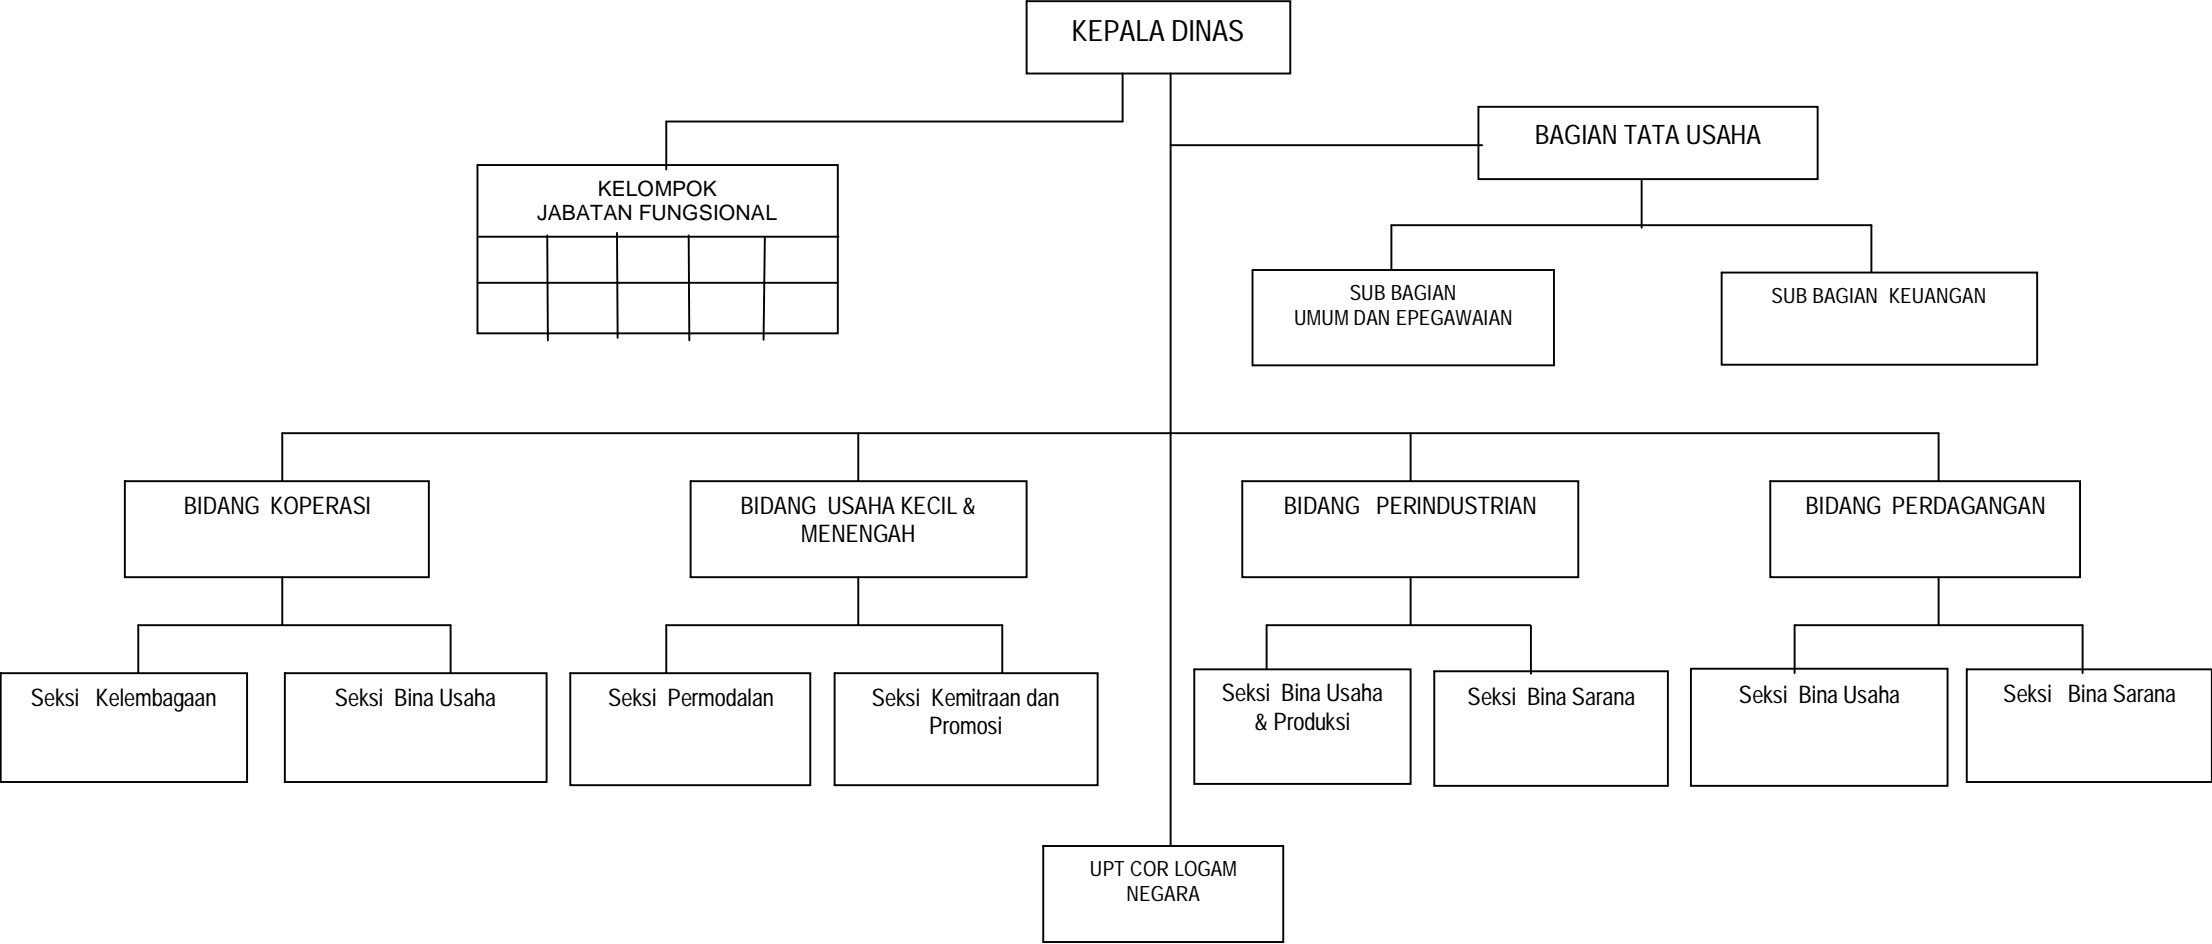 KEPALA DINAS
BAGIAN TATA USAHA
KELOMPOK
JABATAN FUNGSIONAL
SUB BAGIAN
UMUM DAN EPEGAWAIAN
SUB BAGIAN KEUANGAN
BIDANG KOPERASI
BIDANG USAHA KECIL &
MENENGAH
BIDANG PERINDUSTRIAN
BIDANG PERDAGANGAN
Seksi Kelembagaan
Seksi Bina Usaha
Seksi Permodalan
Seksi Kemitraan dan
Promosi
Seksi Bina Usaha
& Produksi
Seksi Bina Sarana
Seksi Bina Usaha
Seksi Bina Sarana
UPT COR LOGAM
NEGARA